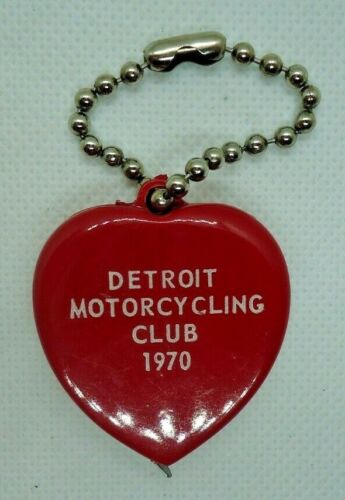 DETROIT
MOTORCYCLING
CLUB
1970